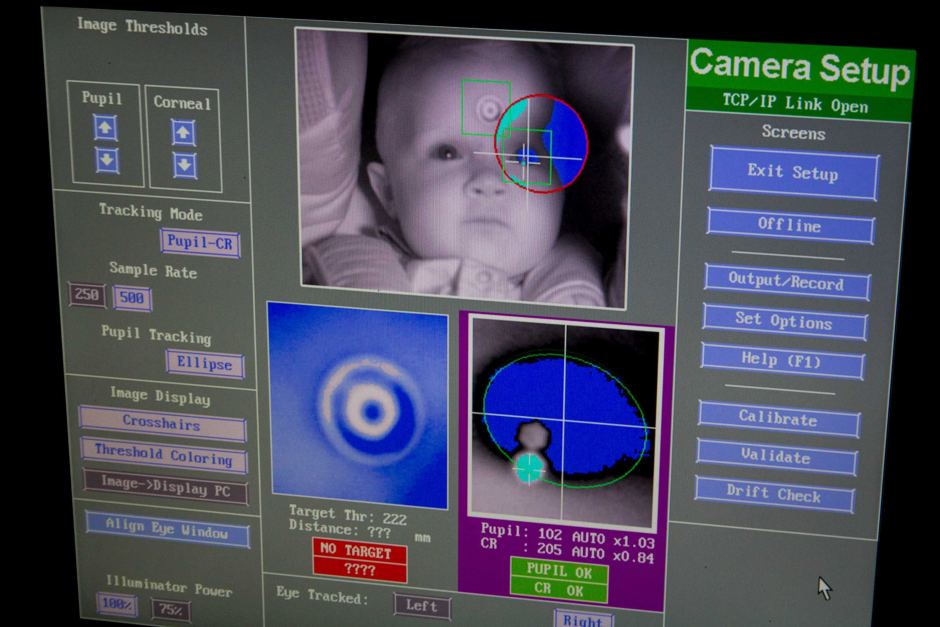 Image Thresholds
Pupil
Corneal
Tracking Mode
Pupil-CR
Sample Rate
250
500
Pupil Tracking
Ellipse
Image Display
Crosshairs
Threshold Coloring
Image->Display PC
Align Eye Window
Illuminator Power
100%
75%
Target Thr: 222
Distance: ??? mm
NO TARGET
????
Pupil: 102 AUTO x1.03
CR : 205 AUTO x0.84
PUPIL OK
CR OK
Eye Tracked:
Left
Right
Camera Setup
TCP/IP Link Open
Screens
Exit Setup
Offline
Output/Record
Set Options
Help (F1)
Calibrate
Validate
Drift Check